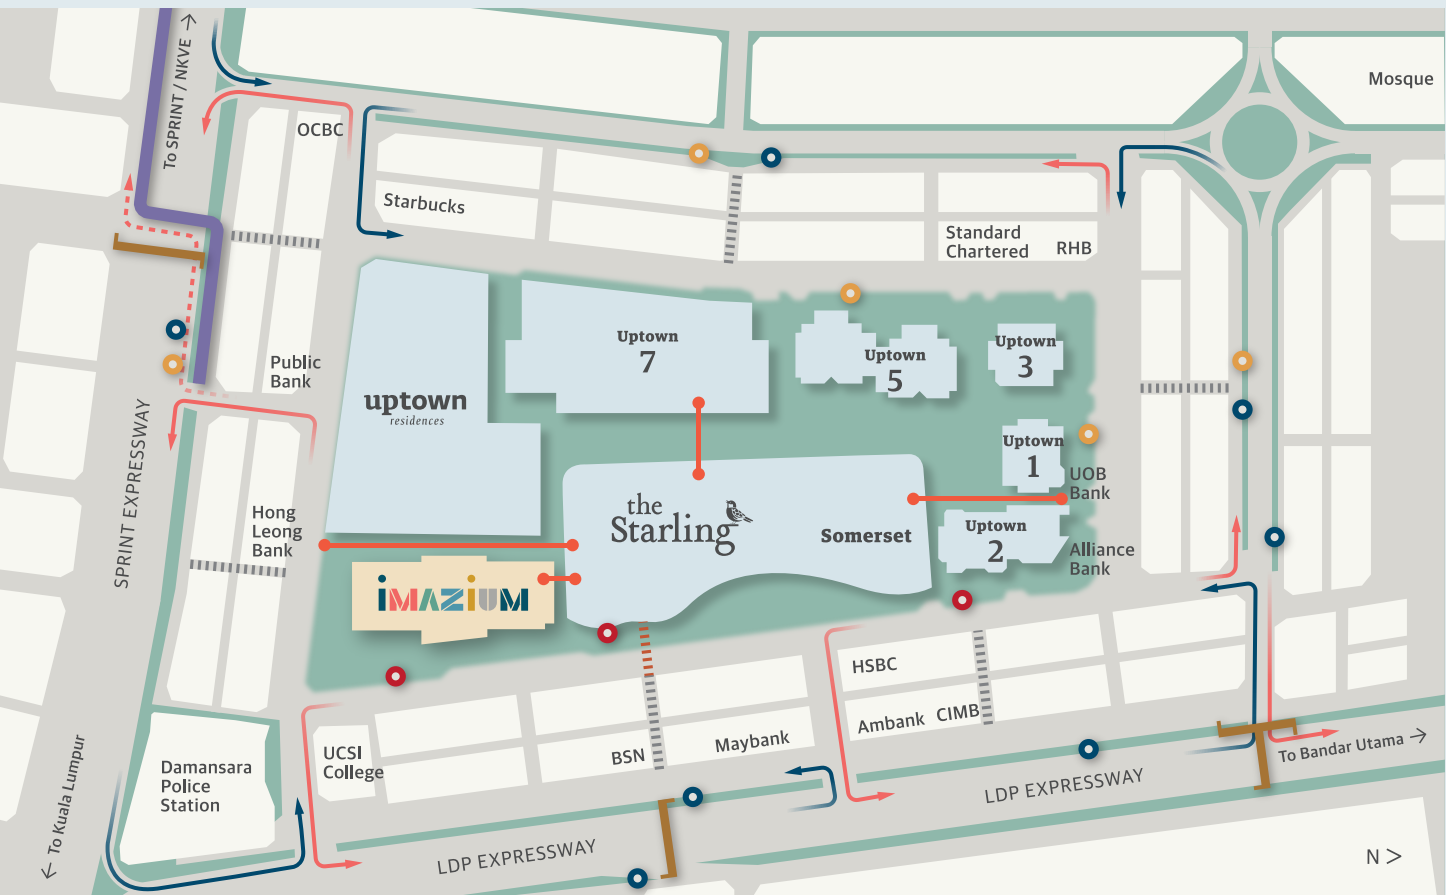 To SPRINT / NKVE →
Mosque
OCBC
Starbucks
Standard
Chartered
RHB
Uptown
7
Uptown
5
Uptown
3
Public
Bank
uptown
residences
Uptown
1
UOB
Bank
SPRINT EXPRESSWAY
Hong
Leong
Bank
the
Starling
Somerset
Uptown
2
Alliance
Bank
iMAZiUM
HSBC
Ambank
CIMB
Maybank
BSN
UCSI
College
Damansara
Police
Station
← To Kuala Lumpur
To Bandar Utama →
LDP EXPRESSWAY
LDP EXPRESSWAY
N >